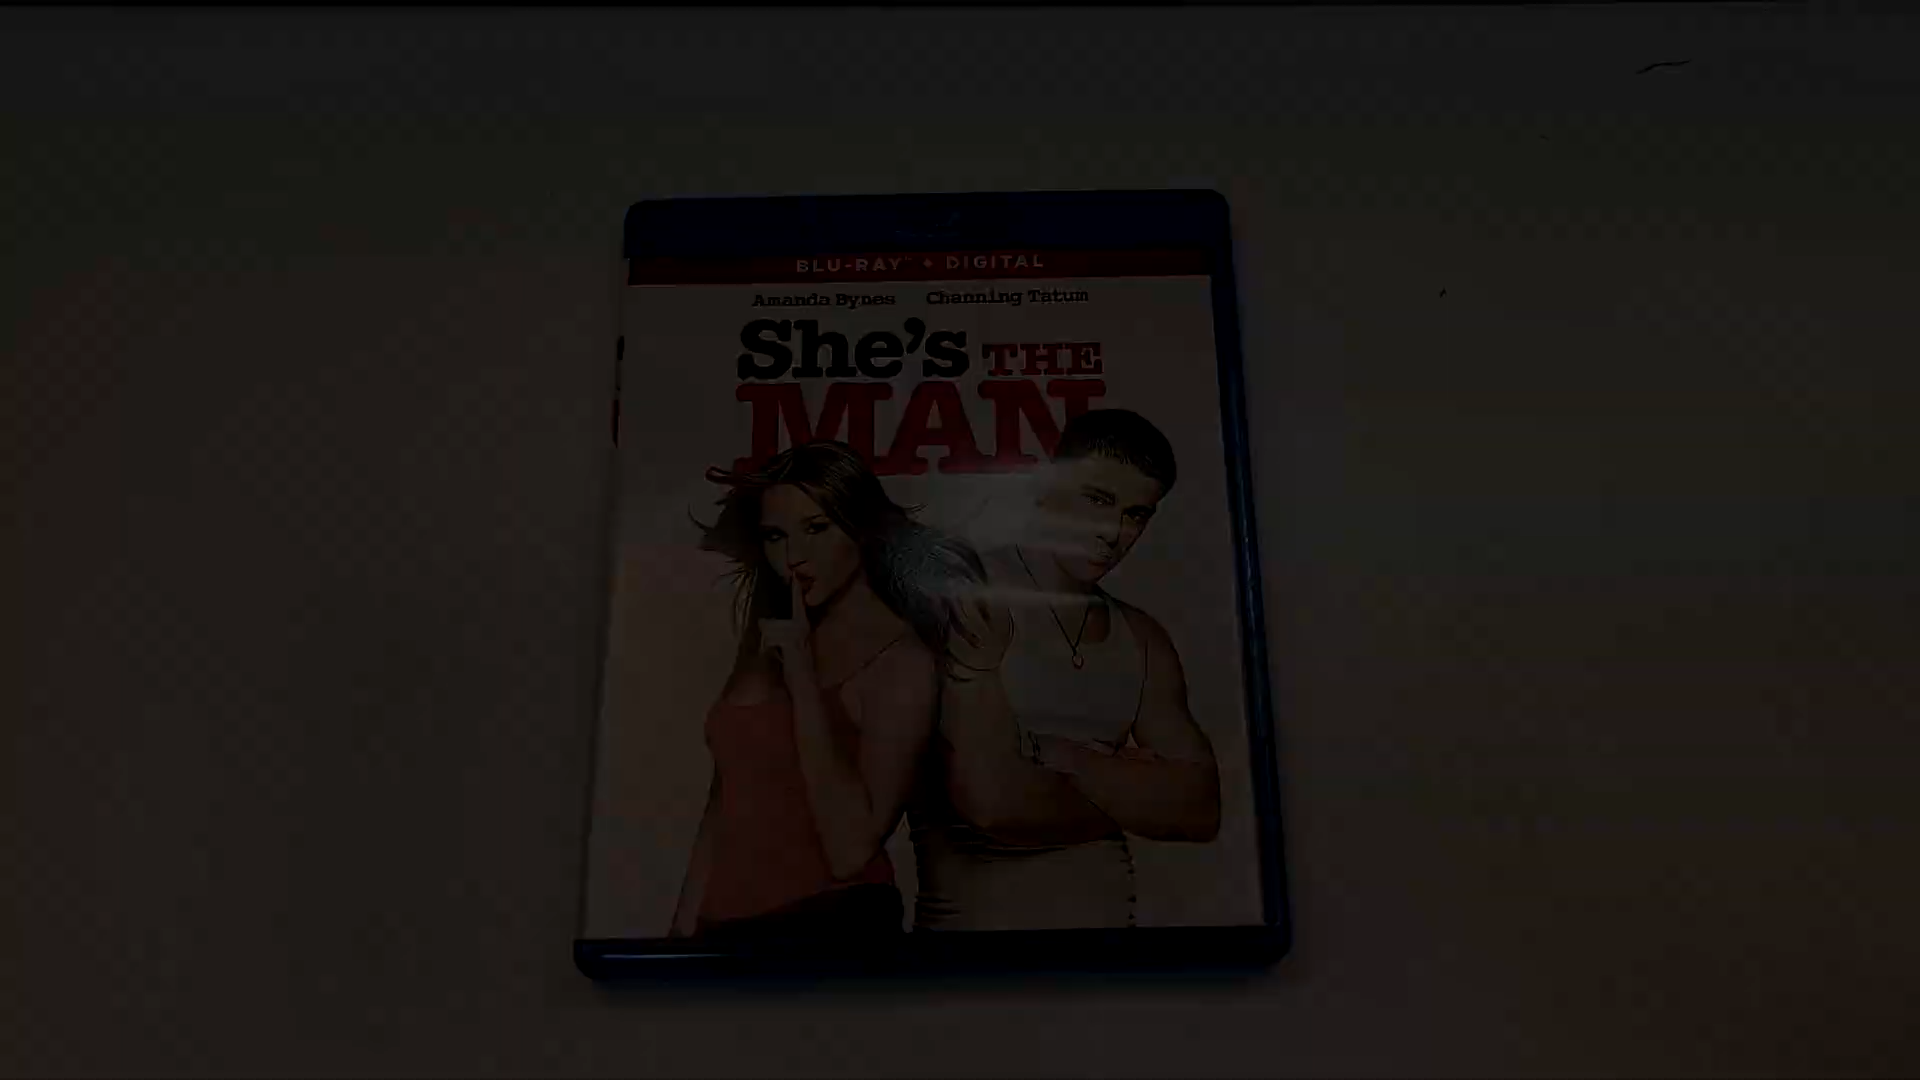 BLU-RAY™ + DIGITAL
Amanda Bynes Channing Tatum
She's THE
MAN